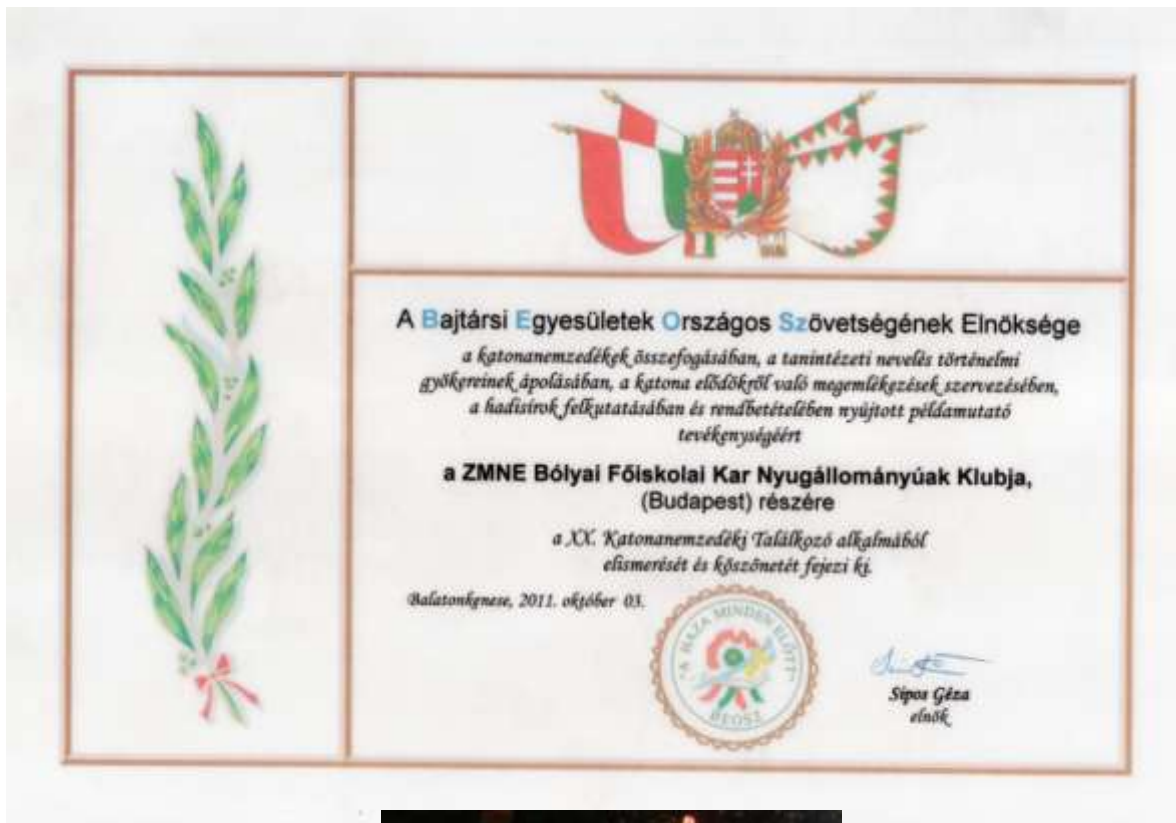 A Bajtársi Egyesületek Országos Szövetségének Elnöksége
a katonanemzedékek összefogásában, a tanintézeti nevelés történelmi
gyökereinek ápolásában, a katona elődökről való megemlékezések szervezésében,
a hadisírok felkutatásában és rendbetételében nyújtott példamutató
tevékenységéért
a ZMNE Bólyai Főiskolai Kar Nyugállományúak Klubja,
(Budapest) részére
a XX. Katonanemzedéki Találkozó alkalmából
elismerését és köszönetét fejezi ki.
Balatonkenese, 2011. október 03.
"A HAZA MINDEN ELŐTT"
BEOSZ
Sipos Géza
elnök